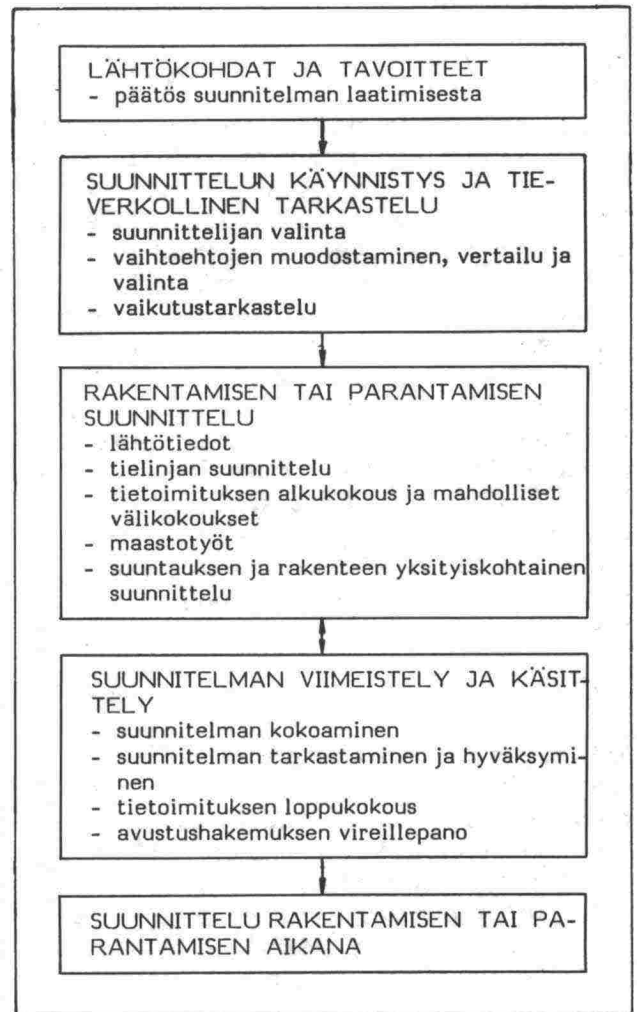 LÄHTÖKOHDAT JA TAVOITTEET
- päätös suunnitelman laatimisesta
SUUNNITTELUN KÄYNNISTYS JA TIE-
VERKOLLINEN TARKASTELU
- suunnittelijan valinta
- vaihtoehtojen muodostaminen, vertailu ja
valinta
- vaikutustarkastelu
RAKENTAMISEN TAI PARANTAMISEN
SUUNNITTELU
- lähtötiedot
- tielinjan suunnittelu
- tietoimituksen alkukokous ja mahdolliset
välikokoukset
- maastotyöt
- suuntauksen ja rakenteen yksityiskohtainen
suunnittelu
SUUNNITELMAN VIIMEISTELY JA KÄSIT-
TELY
- suunnitelman kokoaminen
- suunnitelman tarkastaminen ja hyväksymi-
nen
- tietoimituksen loppukokous
- avustushakemuksen vireillepano
SUUNNITTELU RAKENTAMISEN TAI PA-
RANTAMISEN AIKANA